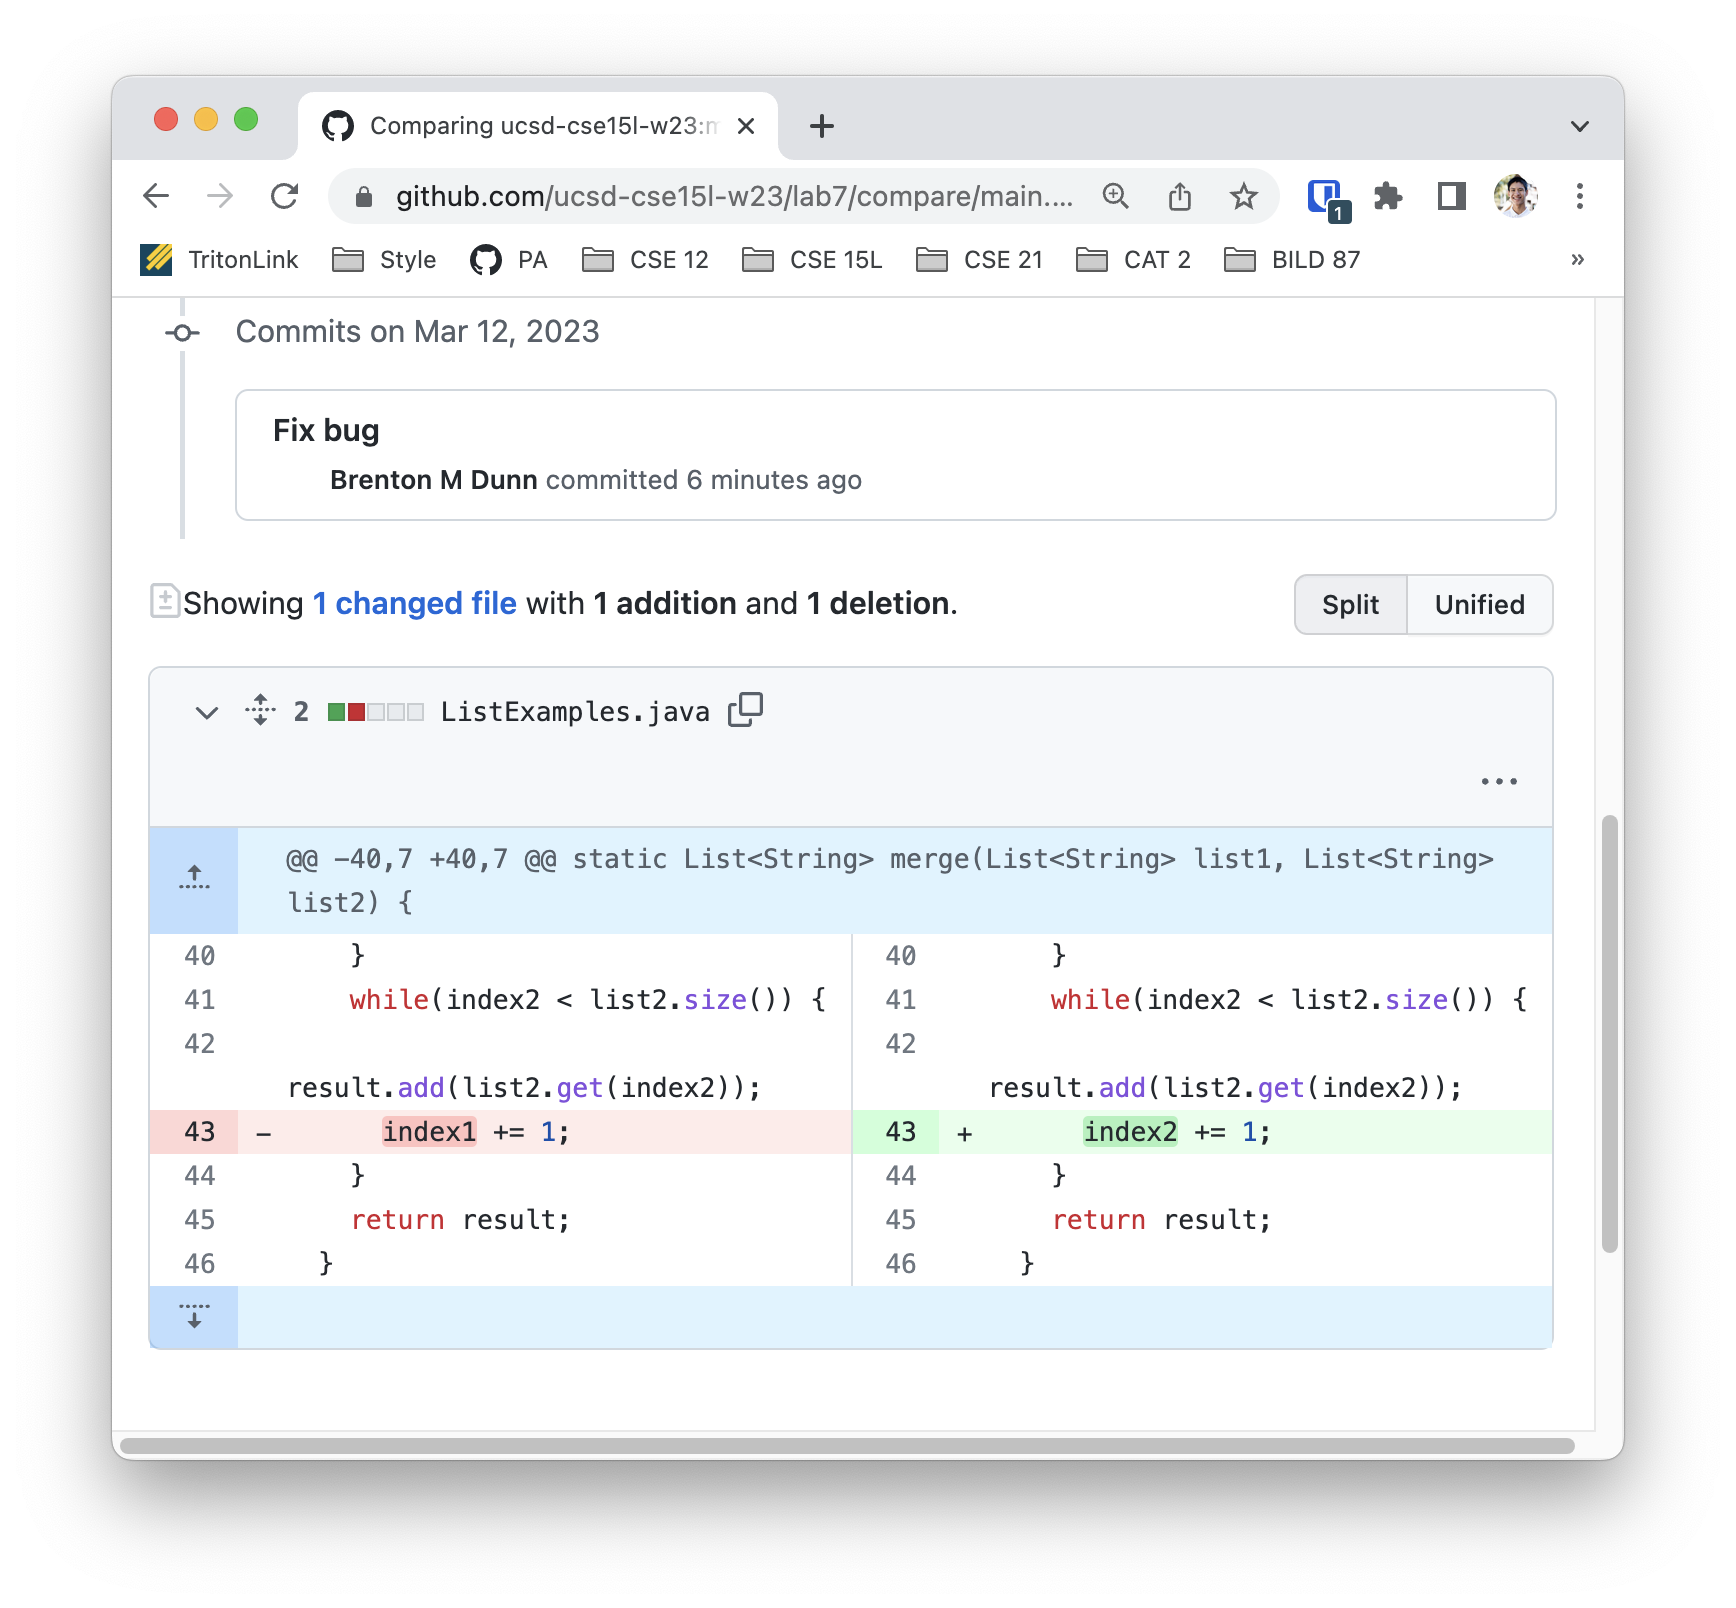 Comparing ucsd-cse15l-w23:m
github.com/ucsd-cse15l-w23/lab7/compare/main....
1
TritonLink Style PA CSE 12 CSE 15L CSE 21 CAT 2 BILD 87 »
Commits on Mar 12, 2023
Fix bug
Brenton M Dunn committed 6 minutes ago
Showing 1 changed file with 1 addition and 1 deletion.
Split Unified
2 ListExamples.java
@@ -40,7 +40,7 @@ static List<String> merge(List<String> list1, List<String>
list2) {
40 } 40 }
41 while(index2 < list2.size()) { 41 while(index2 < list2.size()) {
42 42
result.add(list2.get(index2)); result.add(list2.get(index2));
43 - index1 += 1; 43 + index2 += 1;
44 } 44 }
45 return result; 45 return result;
46 } 46 }